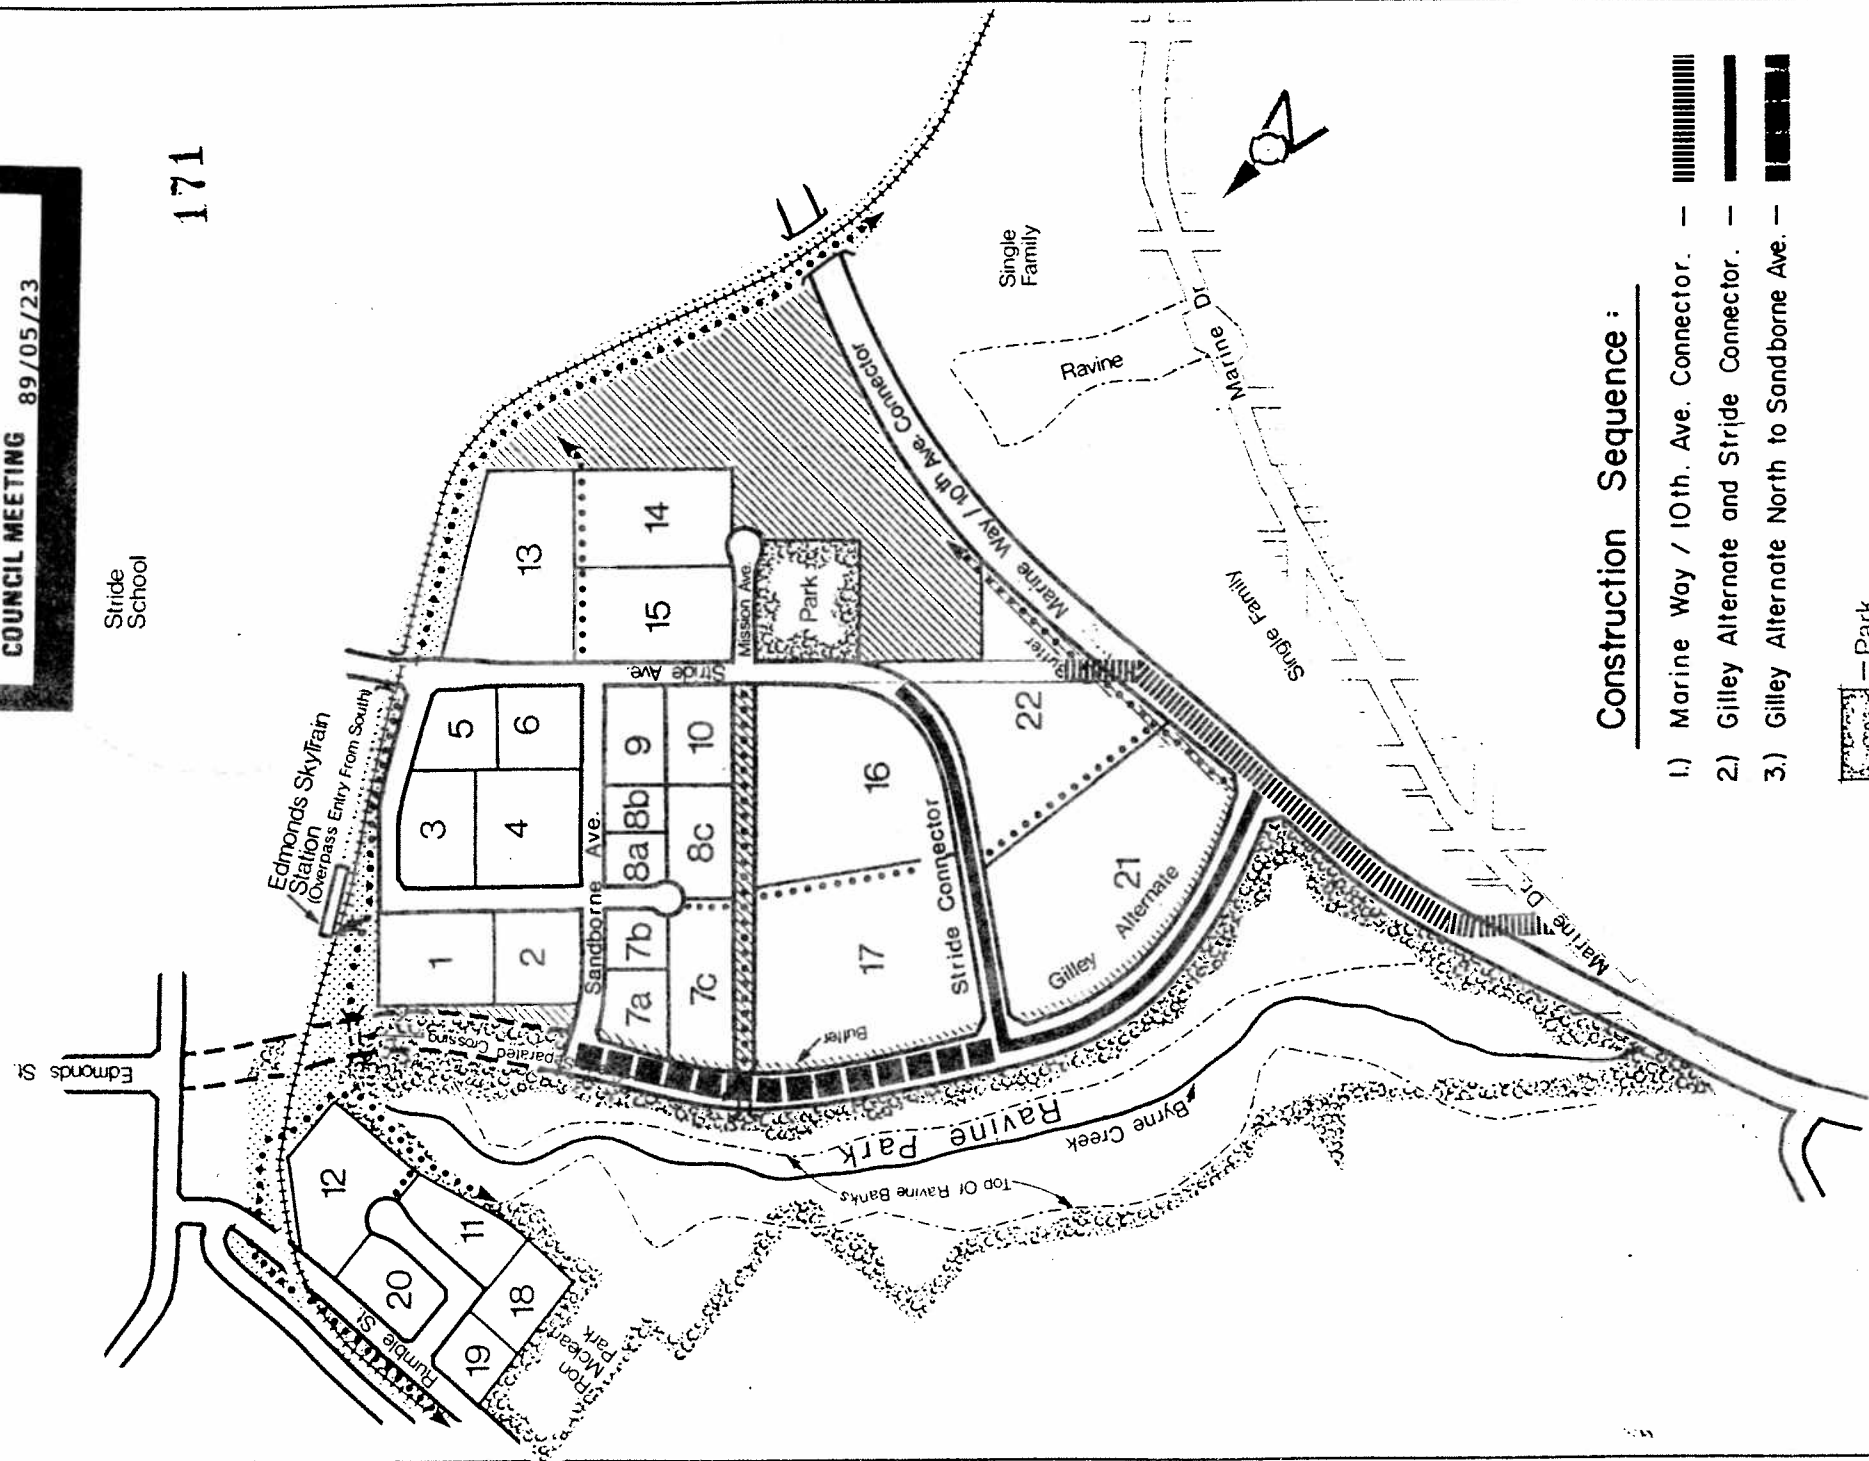 COUNCIL MEETING 89/05/23
171
Stride
School
Edmonds SkyTrain
Station
(Overpass Entry From South)
Edmonds
St.
Single
Family
Ravine
Marine Dr
Marine Way / 10th Ave. Connector
13
14
15
Mission Ave.
Park
Stride
Ave.
Buffer
5
6
3
4
9
10
8a
8b
8c
1
2
Sandborne Ave.
7a
7b
7c
16
17
22
21
Stride Connector
Gilley Alternate
Buffer
parated
Crossing
Single Family
Marine Dr.
Ravine Park
Byrne Creek
Top Of Ravine Banks
12
11
20
18
19
Rumble St.
Ron
Mclean
Park
Construction Sequence :
1.) Marine Way / 10th. Ave. Connector. –
2.) Gilley Alternate and Stride Connector. –
3.) Gilley Alternate North to Sandborne Ave. –
– Park